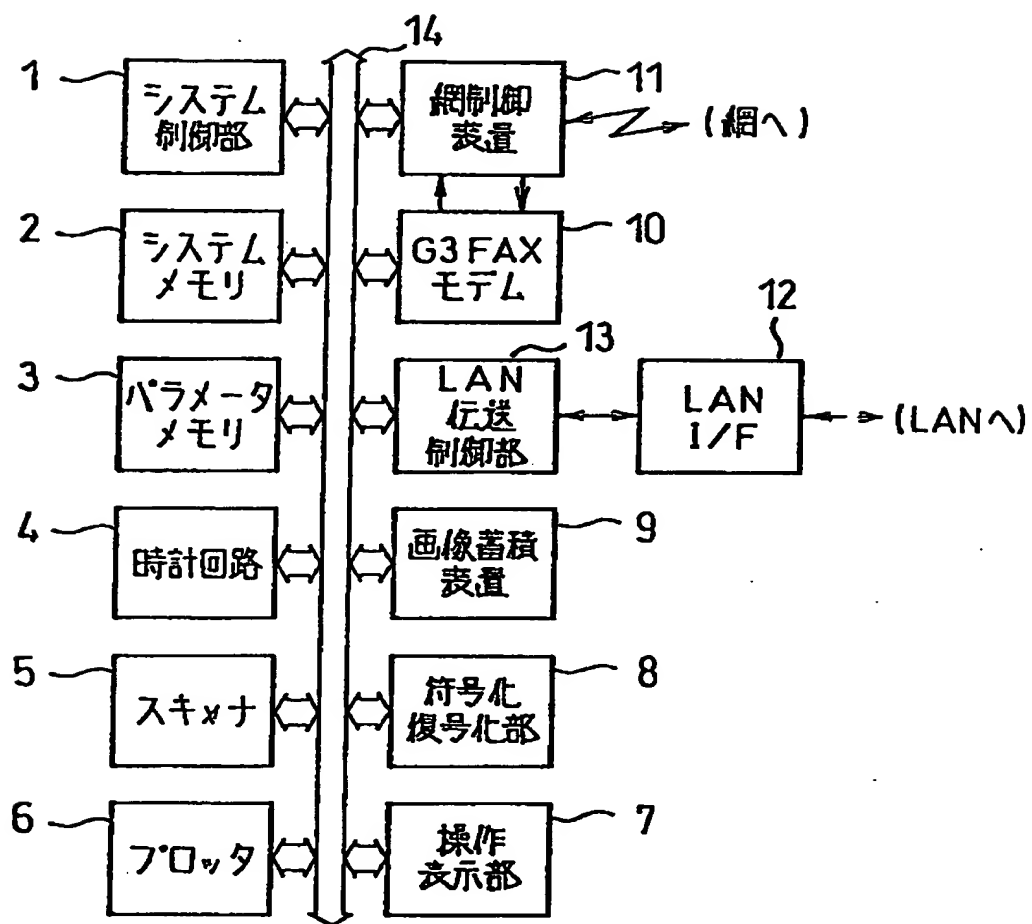 14
1
システム
制御部
11
網制御
装置
(網へ)
2
システム
メモリ
10
G3 FAX
モデム
3
パラメータ
メモリ
13
LAN
伝送
制御部
12
LAN
I/F
(LANへ)
4
時計回路
9
画像蓄積
装置
5
スキャナ
8
符号化
復号化部
6
プロッタ
7
操作
表示部